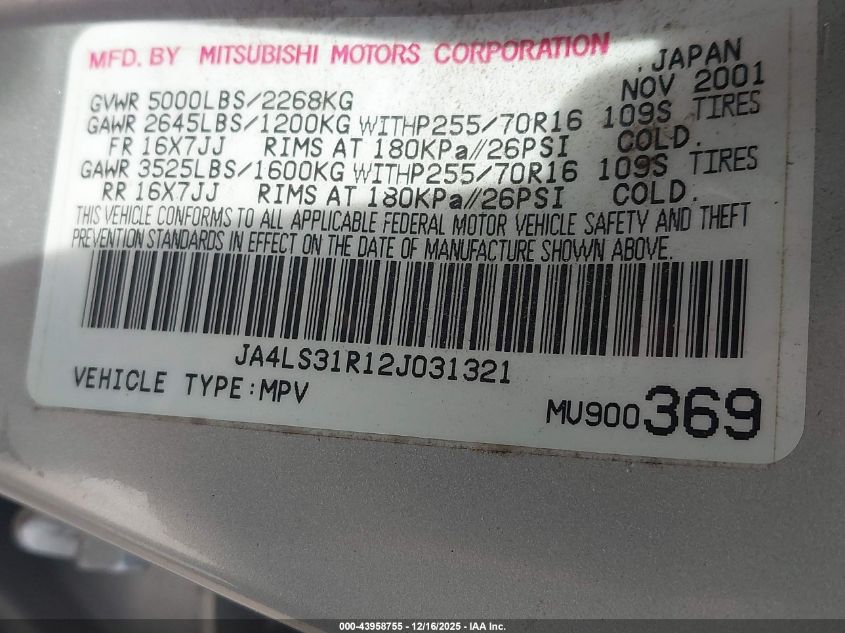 MFD. BY MITSUBISHI MOTORS CORPORATION , JAPAN
NOV 2001
GVWR 5000LBS/2268KG
GAWR 2645LBS/1200KG WITHP255/70R16 109S TIRES
FR 16X7JJ RIMS AT 180KPa//26PSI COLD.
GAWR 3525LBS/1600KG WITHP255/70R16 109S TIRES
RR 16X7JJ RIMS AT 180KPa//26PSI COLD.
THIS VEHICLE CONFORMS TO ALL APPLICABLE FEDERAL MOTOR VEHICLE SAFETY AND THEFT
PREVENTION STANDARDS IN EFFECT ON THE DATE OF MANUFACTURE SHOWN ABOVE.
JA4LS31R12J031321
VEHICLE TYPE:MPV
MU900369
000-43958755 - 12/16/2025 - IAA Inc.